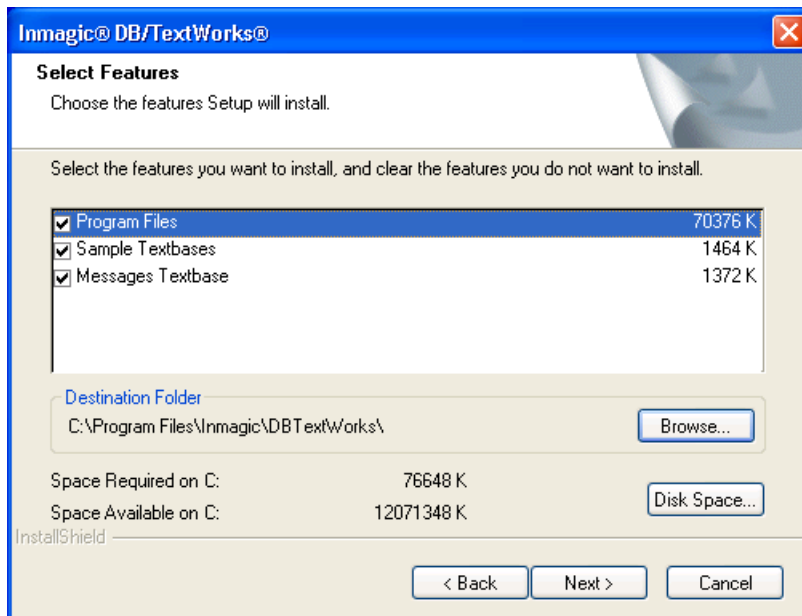 Inmagic® DB/TextWorks®
Select Features
Choose the features Setup will install.
Select the features you want to install, and clear the features you do not want to install.
Program Files 70376 K
Sample Textbases 1464 K
Messages Textbase 1372 K
Destination Folder
C:\Program Files\Inmagic\DBTextWorks\
Browse...
Space Required on C: 76648 K
Space Available on C: 12071348 K
Disk Space...
InstallShield
< Back Next > Cancel